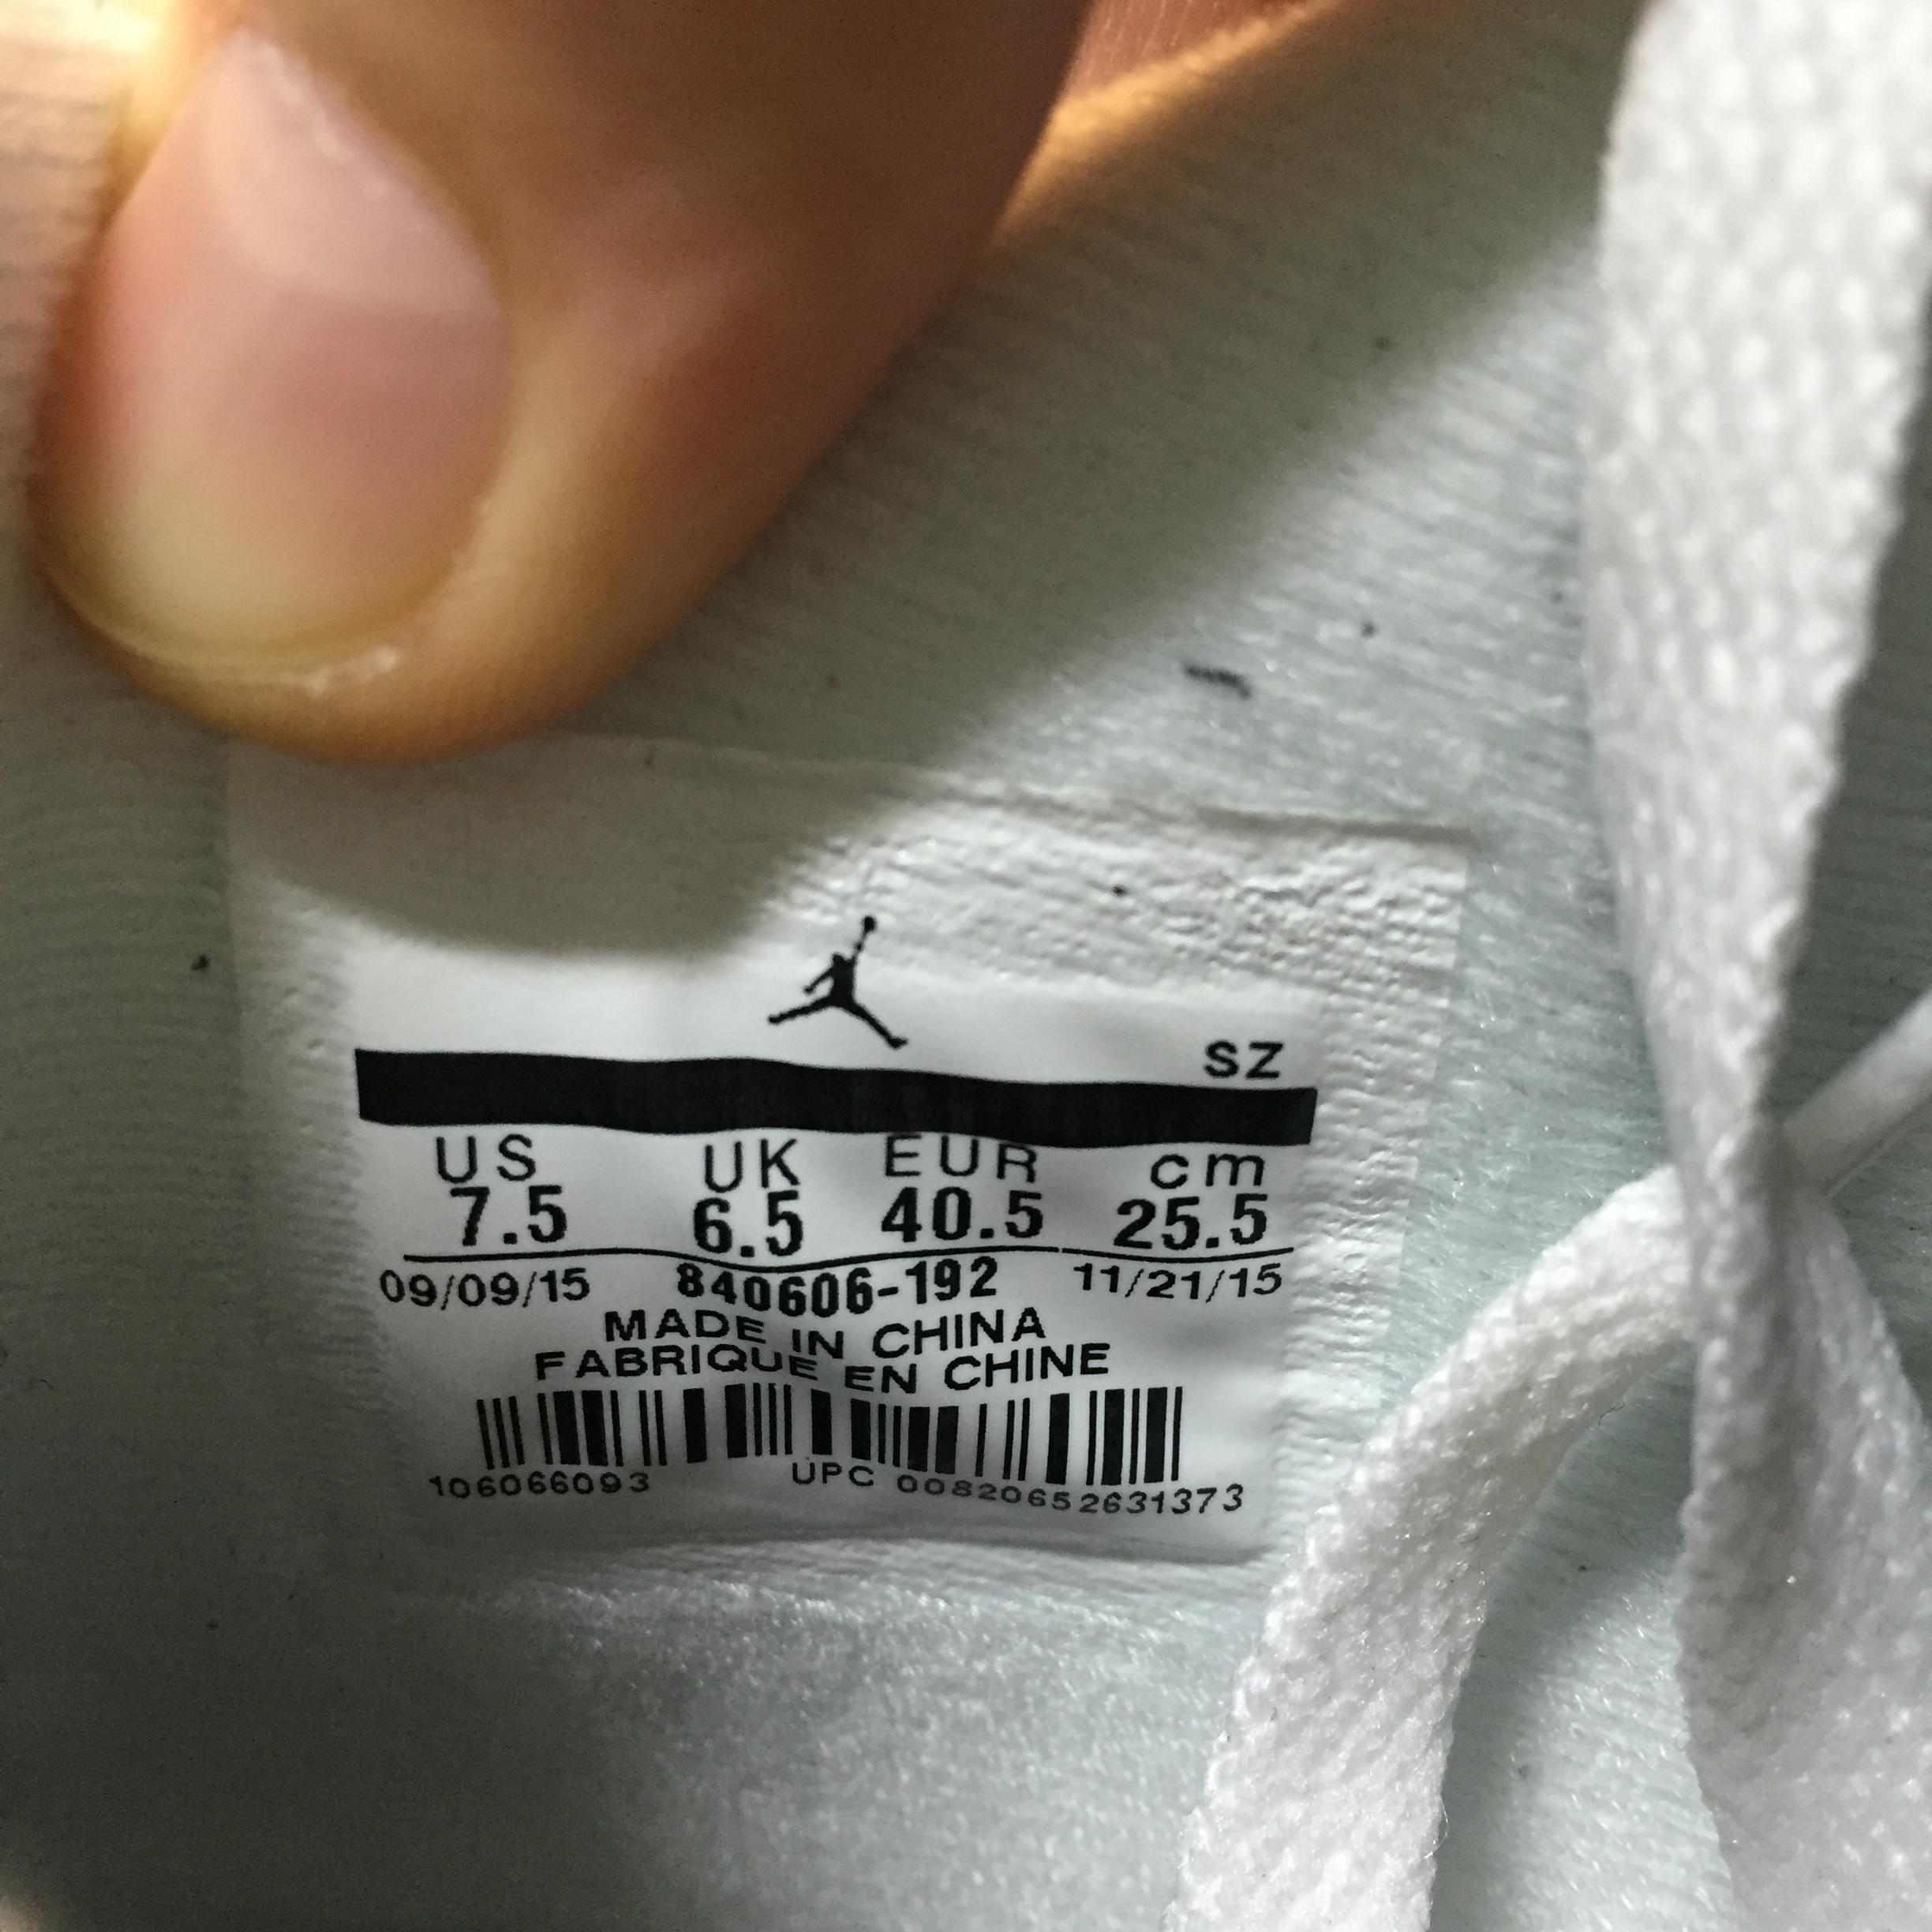 SZ
US UK EUR cm
7.5 6.5 40.5 25.5
09/09/15 840606-192 11/21/15
MADE IN CHINA
FABRIQUE EN CHINE
106066093 UPC 00820652631373